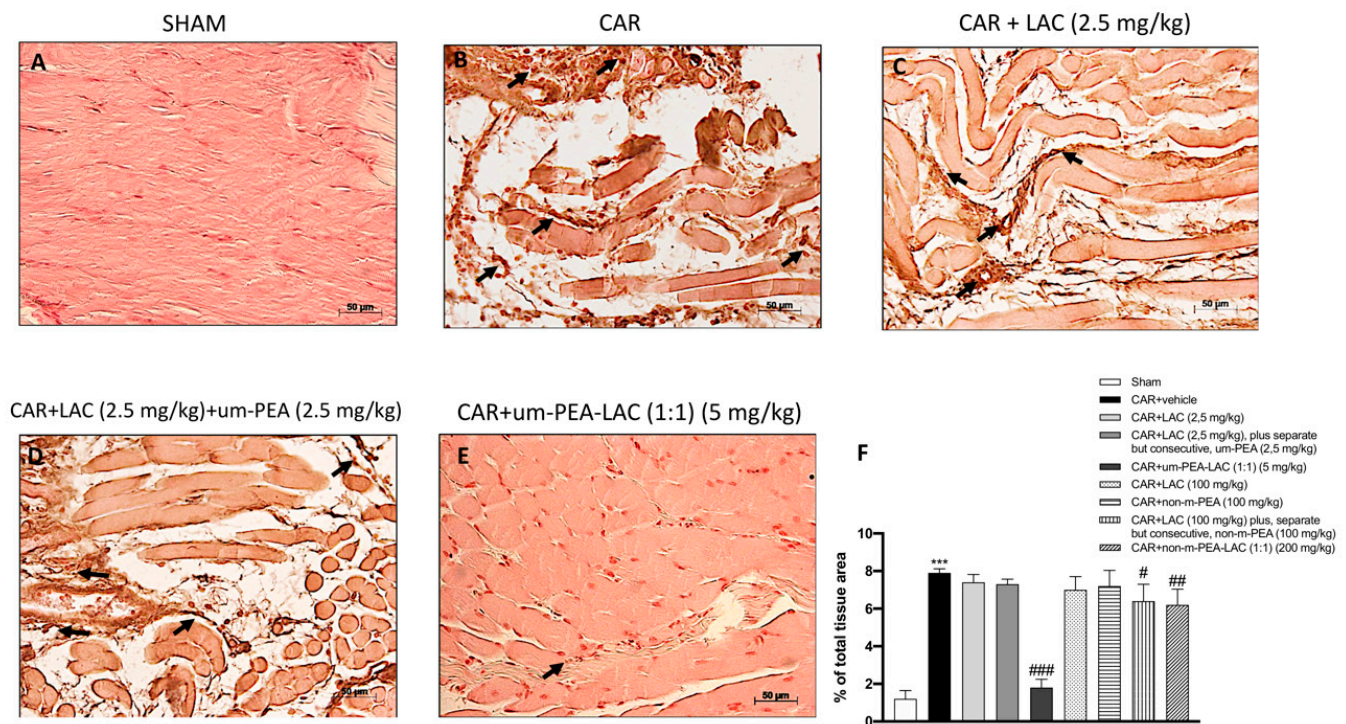 SHAM
CAR
CAR + LAC (2.5 mg/kg)
A
B
C
50 µm
50 µm
50 µm
CAR+LAC (2.5 mg/kg)+um-PEA (2.5 mg/kg)
CAR+um-PEA-LAC (1:1) (5 mg/kg)
D
E
50 µm
50 µm
F
Sham
CAR+vehicle
CAR+LAC (2,5 mg/kg)
CAR+LAC (2,5 mg/kg), plus separate
but consecutive, um-PEA (2,5 mg/kg)
CAR+um-PEA-LAC (1:1) (5 mg/kg)
CAR+LAC (100 mg/kg)
CAR+non-m-PEA (100 mg/kg)
CAR+LAC (100 mg/kg) plus, separate
but consecutive, non-m-PEA (100 mg/kg)
CAR+non-m-PEA-LAC (1:1) (200 mg/kg)
% of total tissue area
10
8
6
4
2
0
***
###
#
##